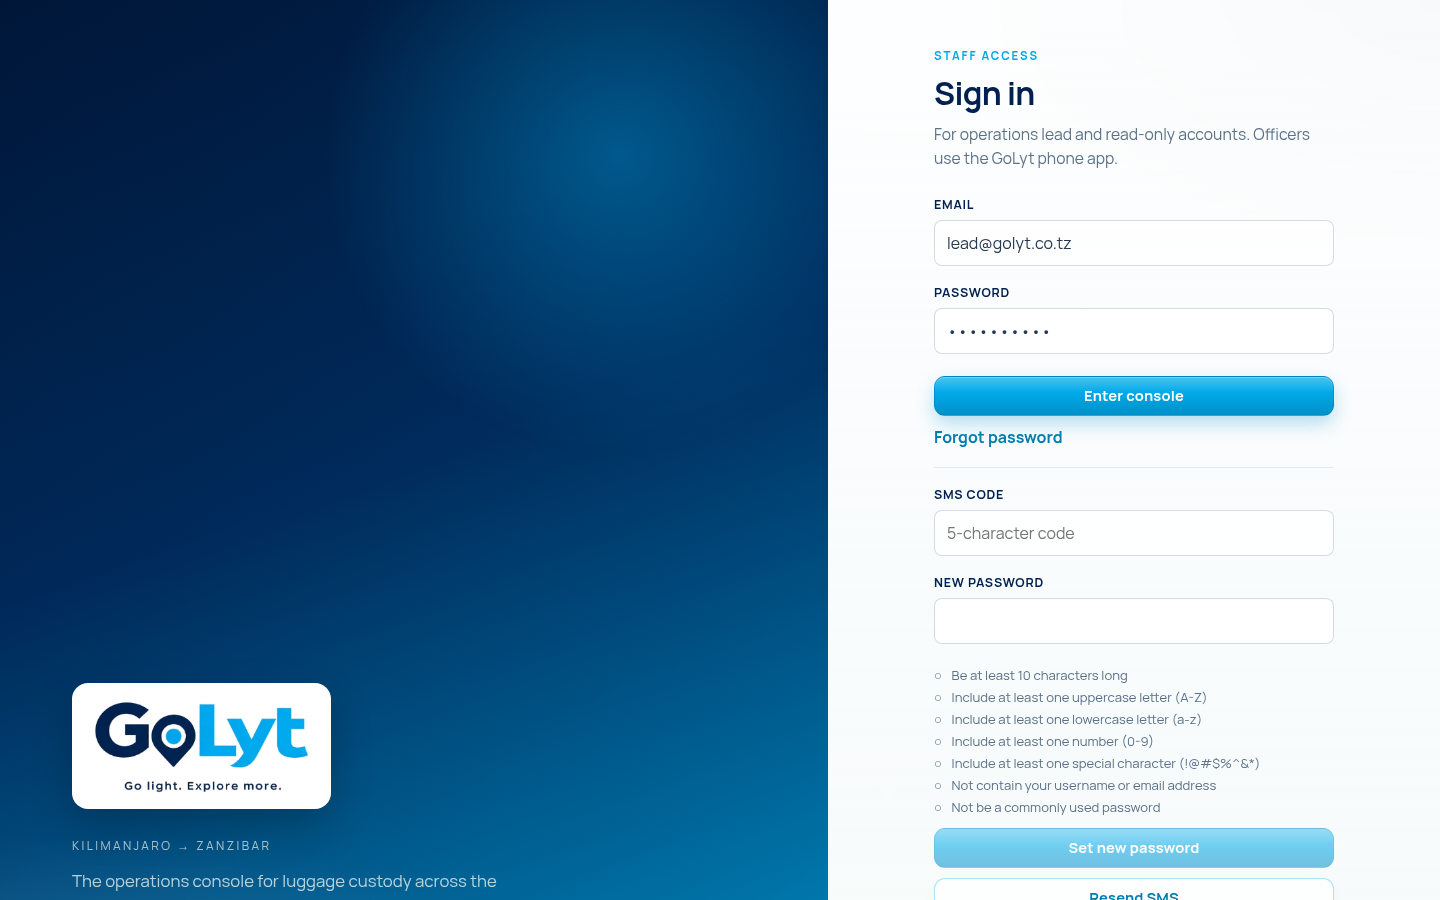 STAFF ACCESS
Sign in
For operations lead and read-only accounts. Officers
use the GoLyt phone app.
EMAIL
lead@golyt.co.tz
PASSWORD
••••••••••
Enter console
Forgot password
SMS CODE
5-character code
NEW PASSWORD
Be at least 10 characters long
Include at least one uppercase letter (A-Z)
Include at least one lowercase letter (a-z)
Include at least one number (0-9)
Include at least one special character (!@#$%^&*)
Not contain your username or email address
Not be a commonly used password
Set new password
Resend SMS
GoLyt
Go light. Explore more.
KILIMANJARO → ZANZIBAR
The operations console for luggage custody across the